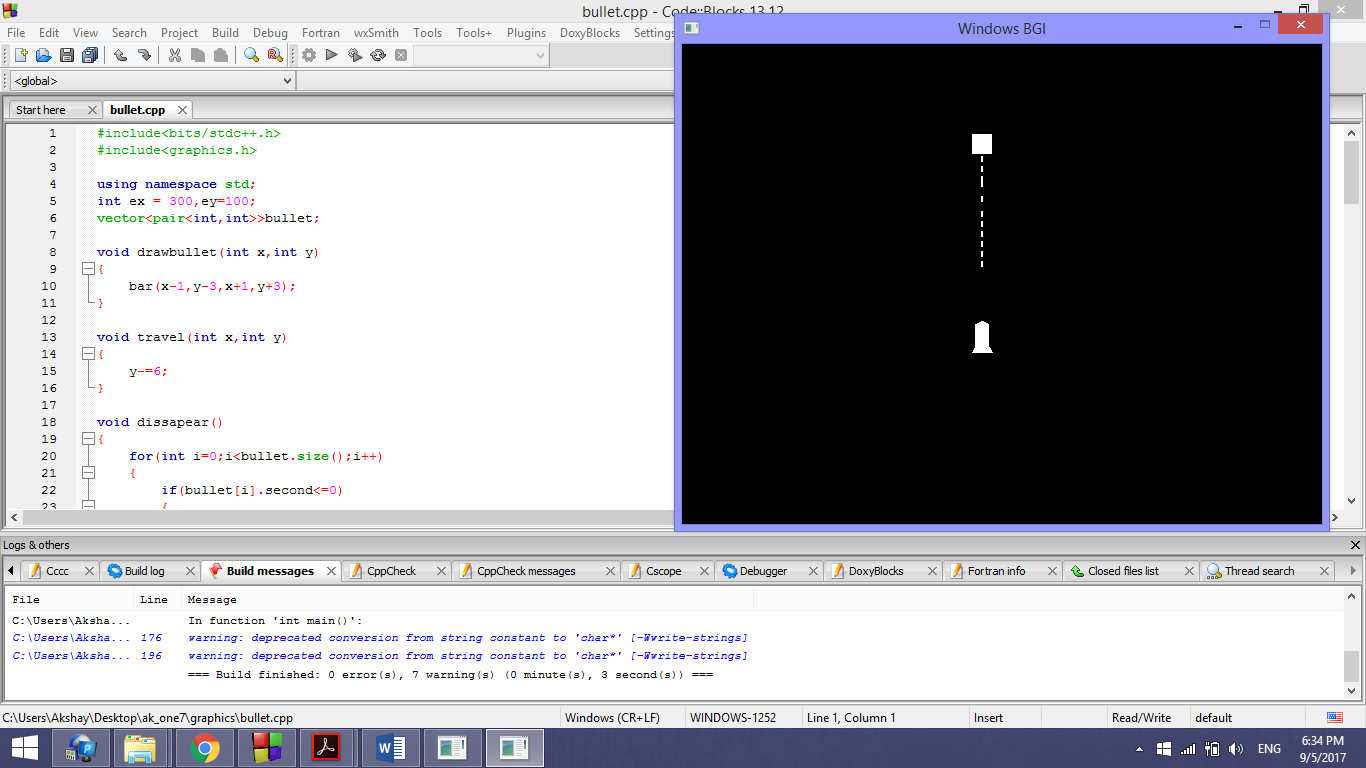 bullet.cpp - Code::Blocks 13.12
Windows BGI
File Edit View Search Project Build Debug Fortran wxSmith Tools Tools+ Plugins DoxyBlocks Settings
<global>
Start here
bullet.cpp
1 #include<bits/stdc++.h>
2 #include<graphics.h>
3
4 using namespace std;
5 int ex = 300,ey=100;
6 vector<pair<int,int>>bullet;
7
8 void drawbullet(int x,int y)
9 {
10 bar(x-1,y-3,x+1,y+3);
11 }
12
13 void travel(int x,int y)
14 {
15 y-=6;
16 }
17
18 void dissapear()
19 {
20 for(int i=0;i<bullet.size();i++)
21 {
22 if(bullet[i].second<=0)
23 {
Logs & others
Cccc Build log Build messages CppCheck CppCheck messages Cscope Debugger DoxyBlocks Fortran info Closed files list Thread search
File Line Message
C:\Users\Aksha... In function 'int main()':
C:\Users\Aksha... 176 warning: deprecated conversion from string constant to 'char*' [-Wwrite-strings]
C:\Users\Aksha... 196 warning: deprecated conversion from string constant to 'char*' [-Wwrite-strings]
=== Build finished: 0 error(s), 7 warning(s) (0 minute(s), 3 second(s)) ===
C:\Users\Akshay\Desktop\ak_one7\graphics\bullet.cpp Windows (CR+LF) WINDOWS-1252 Line 1, Column 1 Insert Read/Write default
ENG
6:34 PM
9/5/2017